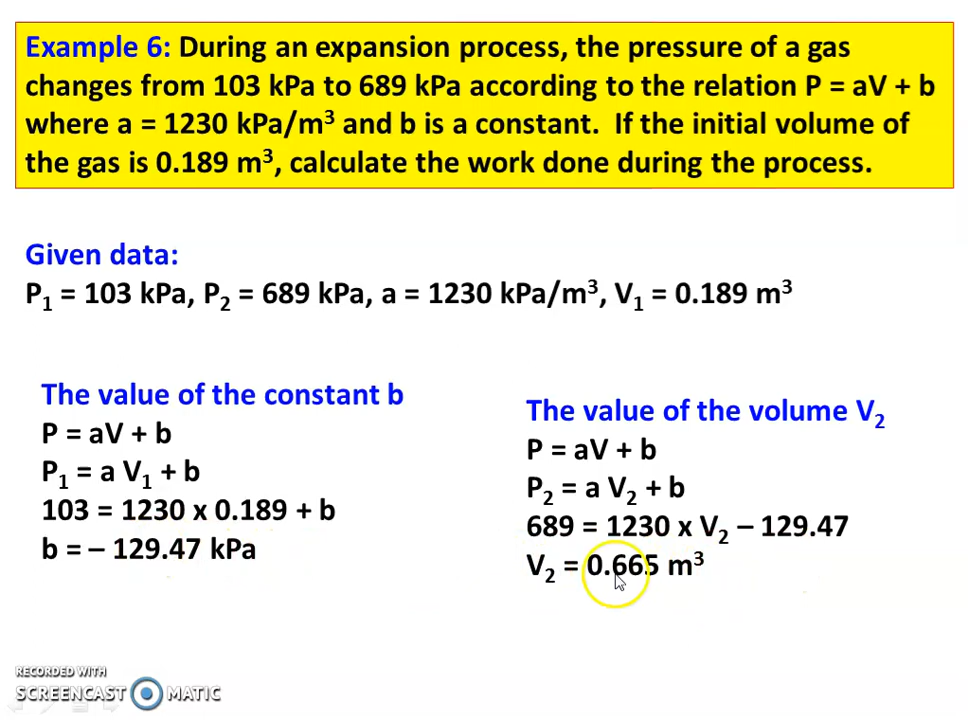 Example 6: During an expansion process, the pressure of a gas
changes from 103 kPa to 689 kPa according to the relation P = aV + b
where a = 1230 kPa/m³ and b is a constant. If the initial volume of
the gas is 0.189 m³, calculate the work done during the process.
Given data:
P₁ = 103 kPa, P₂ = 689 kPa, a = 1230 kPa/m³, V₁ = 0.189 m³
The value of the constant b
P = aV + b
P₁ = a V₁ + b
103 = 1230 x 0.189 + b
b = – 129.47 kPa
The value of the volume V₂
P = aV + b
P₂ = a V₂ + b
689 = 1230 x V₂ – 129.47
V₂ = 0.665 m³
RECORDED WITH
SCREENCAST MATIC